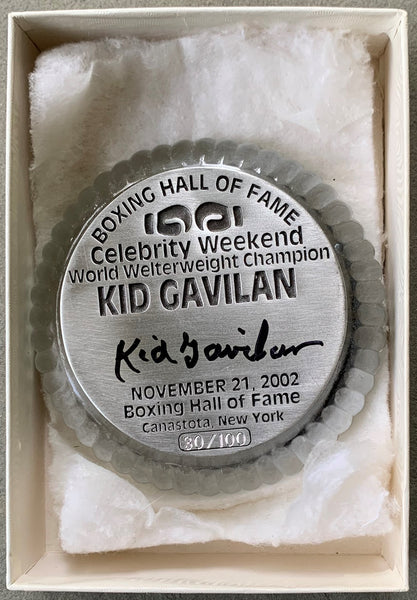 BOXING HALL OF FAME
Celebrity Weekend
World Welterweight Champion
KID GAVILAN
Kid Gavilan
NOVEMBER 21, 2002
Boxing Hall of Fame
Canastota, New York
30/100